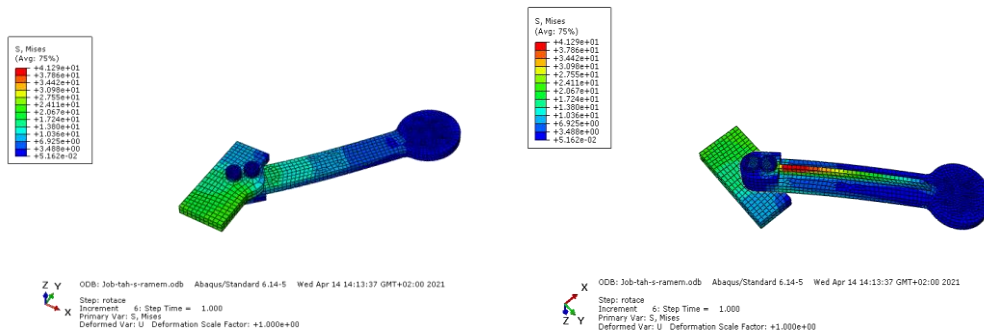 S, Mises
(Avg: 75%)
+4.129e+01
+3.786e+01
+3.442e+01
+3.098e+01
+2.755e+01
+2.411e+01
+2.067e+01
+1.724e+01
+1.380e+01
+1.036e+01
+6.925e+00
+3.488e+00
+5.162e-02
Z Y
X
ODB: Job-tah-s-ramem.odb Abaqus/Standard 6.14-5 Wed Apr 14 14:13:37 GMT+02:00 2021
Step: rotace
Increment 6: Step Time = 1.000
Primary Var: S, Mises
Deformed Var: U Deformation Scale Factor: +1.000e+00
S, Mises
(Avg: 75%)
+4.129e+01
+3.786e+01
+3.442e+01
+3.098e+01
+2.755e+01
+2.411e+01
+2.067e+01
+1.724e+01
+1.380e+01
+1.036e+01
+6.925e+00
+3.488e+00
+5.162e-02
X
Z Y
ODB: Job-tah-s-ramem.odb Abaqus/Standard 6.14-5 Wed Apr 14 14:13:37 GMT+02:00 2021
Step: rotace
Increment 6: Step Time = 1.000
Primary Var: S, Mises
Deformed Var: U Deformation Scale Factor: +1.000e+00